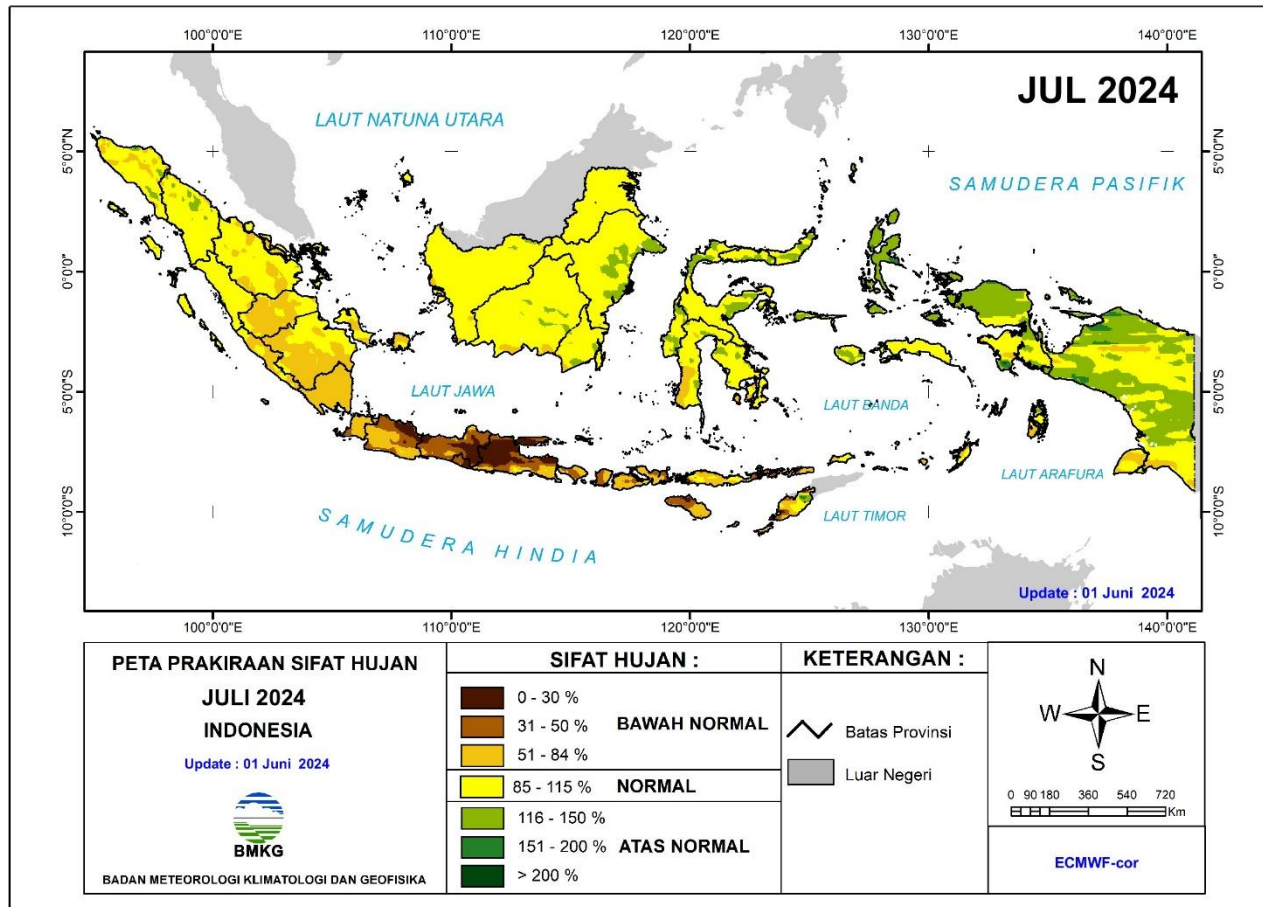 100°0'0"E 110°0'0"E 120°0'0"E 130°0'0"E 140°0'0"E
JUL 2024
LAUT NATUNA UTARA
5°0'0"N 5°0'0"N
SAMUDERA PASIFIK
0°0'0" 0°0'0"
LAUT JAWA
LAUT BANDA
5°0'0"S 5°0'0"S
LAUT ARAFURA
10°0'0"S 10°0'0"S
LAUT TIMOR
SAMUDERA HINDIA
Update : 01 Juni 2024
100°0'0"E 110°0'0"E 120°0'0"E 130°0'0"E 140°0'0"E
PETA PRAKIRAAN SIFAT HUJAN
JULI 2024
INDONESIA
Update : 01 Juni 2024
BMKG
BADAN METEOROLOGI KLIMATOLOGI DAN GEOFISIKA
SIFAT HUJAN :
0 - 30 %
31 - 50 % BAWAH NORMAL
51 - 84 %
85 - 115 % NORMAL
116 - 150 %
151 - 200 % ATAS NORMAL
> 200 %
KETERANGAN :
Batas Provinsi
Luar Negeri
N
W E
S
0 90 180 360 540 720
Km
ECMWF-cor